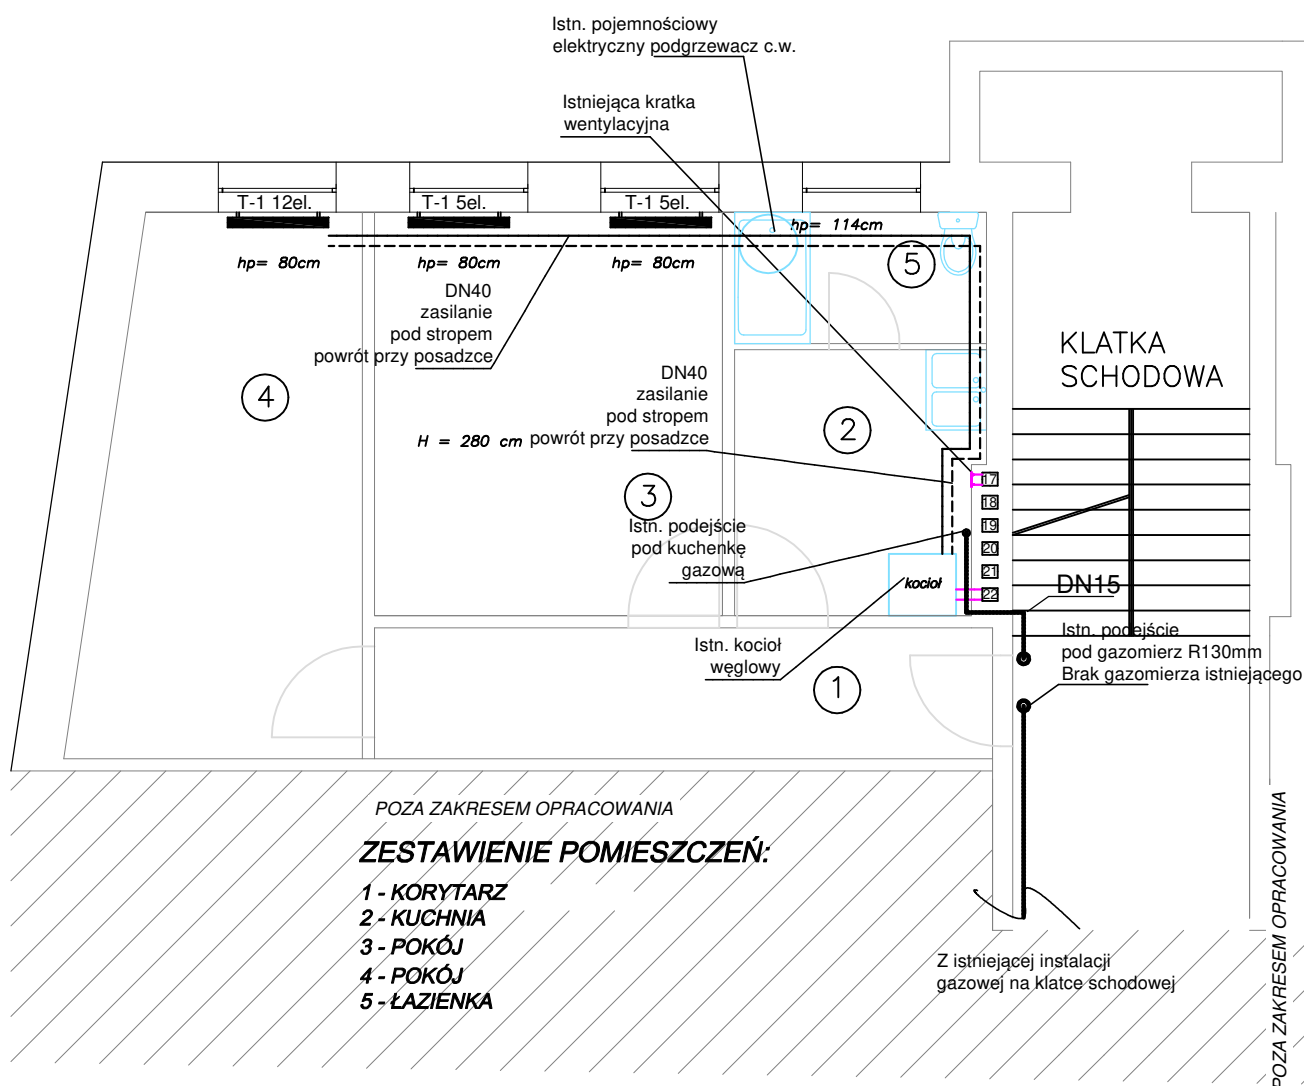 Istn. pojemnościowy
elektryczny podgrzewacz c.w.
Istniejąca kratka
wentylacyjna
T-1 12el.
T-1 5el.
T-1 5el.
hp= 114cm
hp= 80cm
hp= 80cm
hp= 80cm
5
DN40
zasilanie
pod stropem
powrót przy posadzce
KLATKA
SCHODOWA
4
DN40
zasilanie
pod stropem
powrót przy posadzce
H = 280 cm
2
3
17
18
19
20
21
22
Istn. podejście
pod kuchenkę
gazową
kocioł
DN15
Istn. podejście
pod gazomierz R130mm
Brak gazomierza istniejącego
Istn. kocioł
węglowy
1
POZA ZAKRESEM OPRACOWANIA
ZESTAWIENIE POMIESZCZEŃ:
1 - KORYTARZ
2 - KUCHNIA
3 - POKÓJ
4 - POKÓJ
5 - ŁAZIENKA
Z istniejącej instalacji
gazowej na klatce schodowej
POZA ZAKRESEM OPRACOWANIA